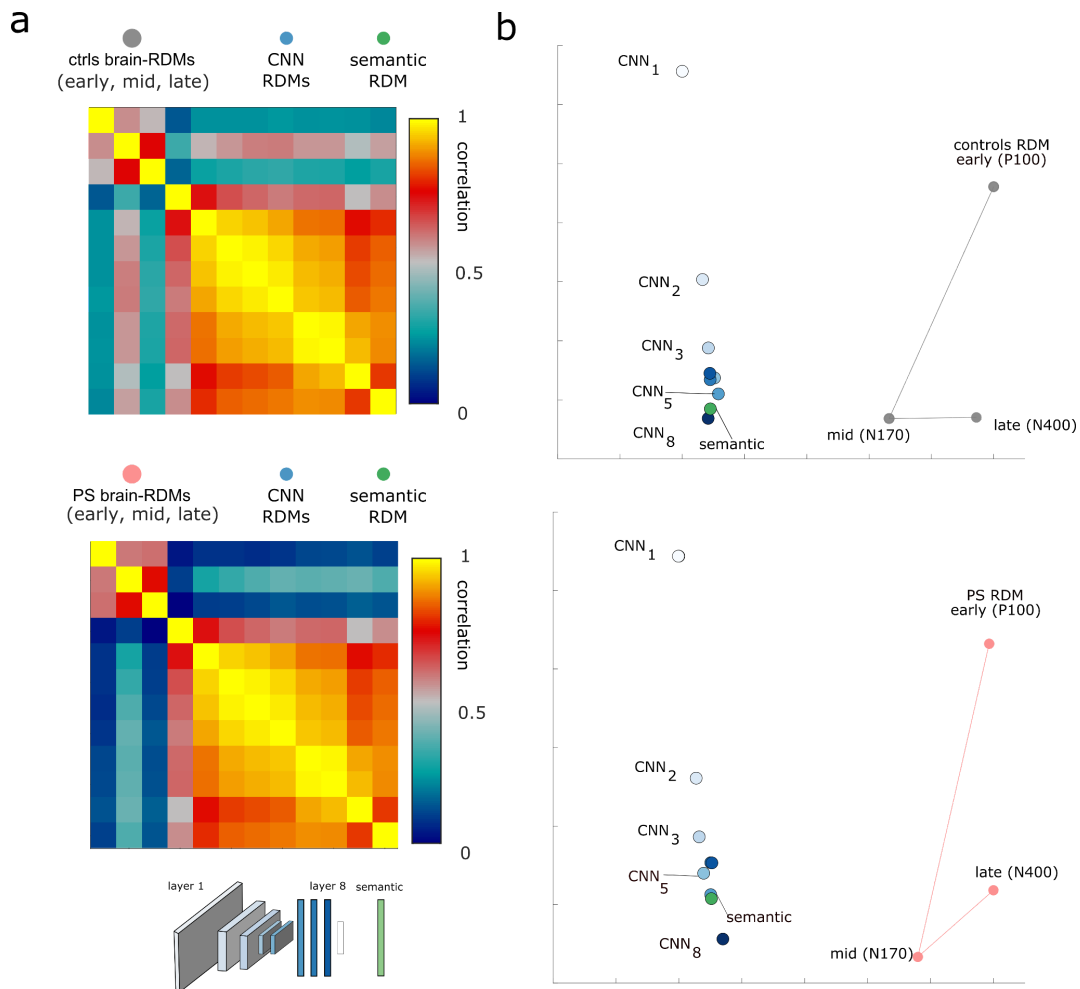 a
ctrls brain-RDMs
(early, mid, late)
CNN
RDMs
semantic
RDM
1
correlation
0.5
0
PS brain-RDMs
(early, mid, late)
CNN
RDMs
semantic
RDM
1
correlation
0.5
0
layer 1
layer 8
semantic
b
CNN1
controls RDM
early (P100)
CNN2
CNN3
CNN5
CNN8
semantic
mid (N170)
late (N400)
CNN1
PS RDM
early (P100)
CNN2
CNN3
CNN5
late (N400)
semantic
CNN8
mid (N170)